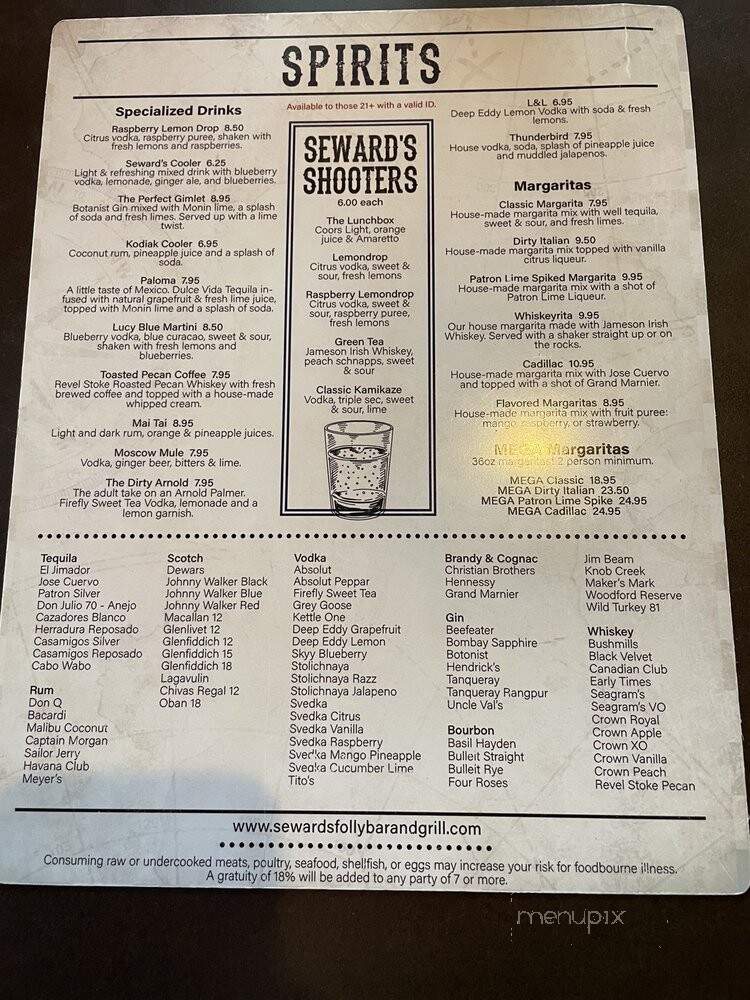 SPIRITS
Available to those 21+ with a valid ID.
Specialized Drinks
Raspberry Lemon Drop 8.50
Citrus vodka, raspberry puree, shaken with
fresh lemons and raspberries.
Seward's Cooler 6.25
Light & refreshing mixed drink with blueberry
vodka, lemonade, ginger ale, and blueberries.
The Perfect Gimlet 8.95
Botanist Gin mixed with Monin lime, a splash
of soda and fresh limes. Served up with a lime
twist.
Kodiak Cooler 6.95
Coconut rum, pineapple juice and a splash of
soda.
Paloma 7.95
A little taste of Mexico. Dulce Vida Tequila in-
fused with natural grapefruit & fresh lime juice,
topped with Monin lime and a splash of soda.
Lucy Blue Martini 8.50
Blueberry vodka, blue curacao, sweet & sour,
shaken with fresh lemons and
blueberries.
Toasted Pecan Coffee 7.95
Revel Stoke Roasted Pecan Whiskey with fresh
brewed coffee and topped with a house-made
whipped cream.
Mai Tai 8.95
Light and dark rum, orange & pineapple juices.
Moscow Mule 7.95
Vodka, ginger beer, bitters & lime.
The Dirty Arnold 7.95
The adult take on an Arnold Palmer.
Firefly Sweet Tea Vodka, lemonade and a
lemon garnish.
SEWARD'S
SHOOTERS
6.00 each
The Lunchbox
Coors Light, orange
juice & Amaretto
Lemondrop
Citrus vodka, sweet &
sour, fresh lemons
Raspberry Lemondrop
Citrus vodka, sweet &
sour, raspberry puree,
fresh lemons
Green Tea
Jameson Irish Whiskey,
peach schnapps, sweet
& sour
Classic Kamikaze
Vodka, triple sec, sweet
& sour, lime
L&L 6.95
Deep Eddy Lemon Vodka with soda & fresh
lemons.
Thunderbird 7.95
House vodka, soda, splash of pineapple juice
and muddled jalapenos.
Margaritas
Classic Margarita 7.95
House-made margarita mix with well tequila,
sweet & sour, and fresh limes.
Dirty Italian 9.50
House-made margarita mix topped with vanilla
citrus liqueur.
Patron Lime Spiked Margarita 9.95
House-made margarita mix with a shot of
Patron Lime Liqueur.
Whiskeyrita 9.95
Our house margarita made with Jameson Irish
Whiskey. Served with a shaker straight up or on
the rocks.
Cadillac 10.95
House-made margarita mix with Jose Cuervo
and topped with a shot of Grand Marnier.
Flavored Margaritas 8.95
House-made margarita mix with fruit puree:
mango, raspberry, or strawberry.
MEGA Margaritas
36oz margaritas! 2 person minimum.
MEGA Classic 18.95
MEGA Dirty Italian 23.50
MEGA Patron Lime Spike 24.95
MEGA Cadillac 24.95
Tequila
El Jimador
Jose Cuervo
Patron Silver
Don Julio 70 - Anejo
Cazadores Blanco
Herradura Reposado
Casamigos Silver
Casamigos Reposado
Cabo Wabo
Rum
Don Q
Bacardi
Malibu Coconut
Captain Morgan
Sailor Jerry
Havana Club
Meyer's
Scotch
Dewars
Johnny Walker Black
Johnny Walker Blue
Johnny Walker Red
Macallan 12
Glenlivet 12
Glenfiddich 12
Glenfiddich 15
Glenfiddich 18
Lagavulin
Chivas Regal 12
Oban 18
Vodka
Absolut
Absolut Peppar
Firefly Sweet Tea
Grey Goose
Kettle One
Deep Eddy Grapefruit
Deep Eddy Lemon
Skyy Blueberry
Stolichnaya
Stolichnaya Razz
Stolichnaya Jalapeno
Svedka
Svedka Citrus
Svedka Vanilla
Svedka Raspberry
Svedka Mango Pineapple
Svedka Cucumber Lime
Tito's
Brandy & Cognac
Christian Brothers
Hennessy
Grand Marnier
Gin
Beefeater
Bombay Sapphire
Botonist
Hendrick's
Tanqueray
Tanqueray Rangpur
Uncle Val's
Bourbon
Basil Hayden
Bulleit Straight
Bulleit Rye
Four Roses
Jim Beam
Knob Creek
Maker's Mark
Woodford Reserve
Wild Turkey 81
Whiskey
Bushmills
Black Velvet
Canadian Club
Early Times
Seagram's
Seagram's VO
Crown Royal
Crown Apple
Crown XO
Crown Vanilla
Crown Peach
Revel Stoke Pecan
www.sewardsfollybarandgrill.com
Consuming raw or undercooked meats, poultry, seafood, shellfish, or eggs may increase your risk for foodbourne illness.
A gratuity of 18% will be added to any party of 7 or more.
menupix